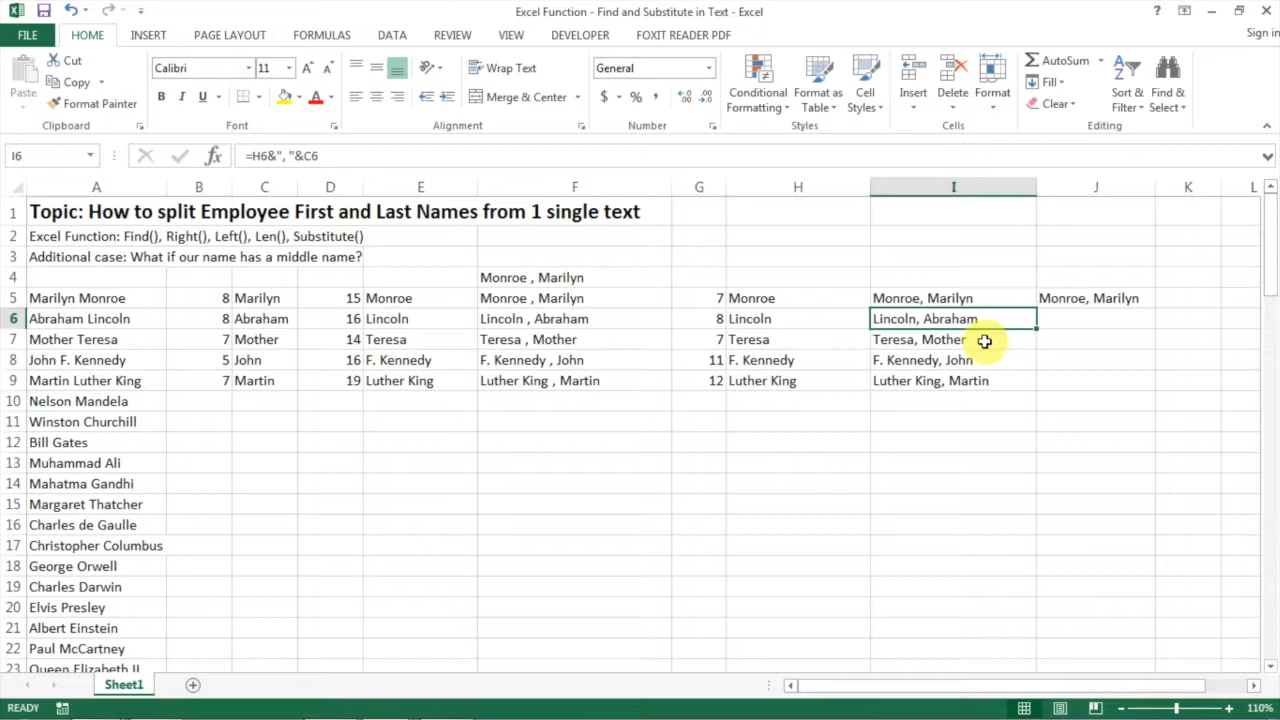 Excel Function - Find and Substitute in Text - Excel
?
Sign in
FILE HOME INSERT PAGE LAYOUT FORMULAS DATA REVIEW VIEW DEVELOPER FOXIT READER PDF
Paste
Cut
Copy
Format Painter
Clipboard
Calibri 11
B I U
Font
Wrap Text
Merge & Center
Alignment
General
$ % ,
Number
Conditional Formatting
Format as Table
Cell Styles
Styles
Insert Delete Format
Cells
AutoSum
Fill
Clear
Sort & Filter
Find & Select
Editing
I6 fx =H6&", "&C6
A B C D E F G H I J K L
1 Topic: How to split Employee First and Last Names from 1 single text
2 Excel Function: Find(), Right(), Left(), Len(), Substitute()
3 Additional case: What if our name has a middle name?
4 Monroe , Marilyn
5 Marilyn Monroe 8 Marilyn 15 Monroe Monroe , Marilyn 7 Monroe Monroe, Marilyn Monroe, Marilyn
6 Abraham Lincoln 8 Abraham 16 Lincoln Lincoln , Abraham 8 Lincoln Lincoln, Abraham
7 Mother Teresa 7 Mother 14 Teresa Teresa , Mother 7 Teresa Teresa, Mother
8 John F. Kennedy 5 John 16 F. Kennedy F. Kennedy , John 11 F. Kennedy F. Kennedy, John
9 Martin Luther King 7 Martin 19 Luther King Luther King , Martin 12 Luther King Luther King, Martin
10 Nelson Mandela
11 Winston Churchill
12 Bill Gates
13 Muhammad Ali
14 Mahatma Gandhi
15 Margaret Thatcher
16 Charles de Gaulle
17 Christopher Columbus
18 George Orwell
19 Charles Darwin
20 Elvis Presley
21 Albert Einstein
22 Paul McCartney
23 Queen Elizabeth II
Sheet1
READY 110%